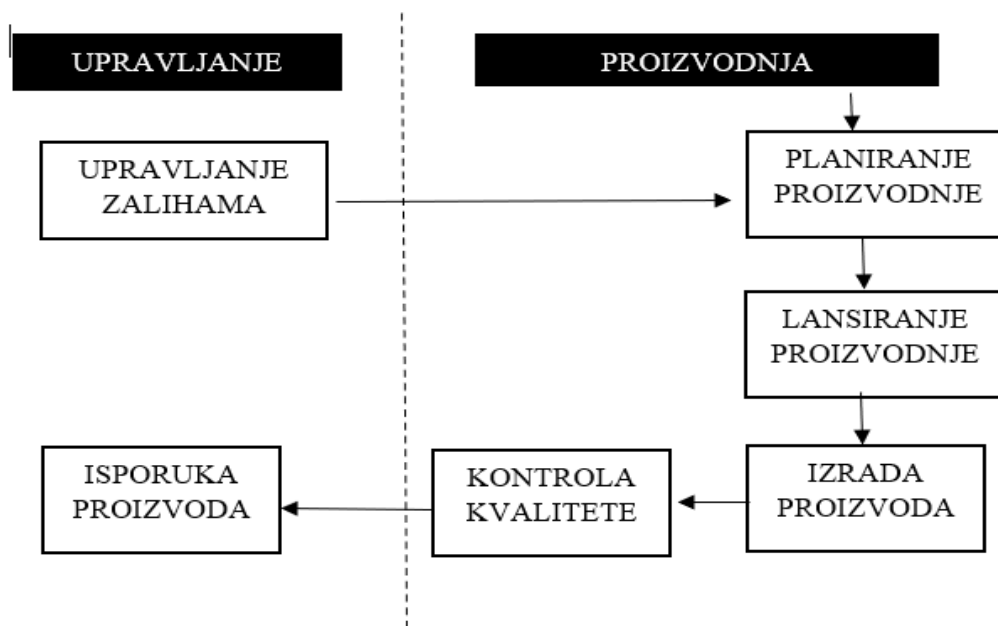 UPRAVLJANJE
PROIZVODNJA
UPRAVLJANJE
ZALIHAMA
PLANIRANJE
PROIZVODNJE
LANSIRANJE
PROIZVODNJE
ISPORUKA
PROIZVODA
KONTROLA
KVALITETE
IZRADA
PROIZVODA